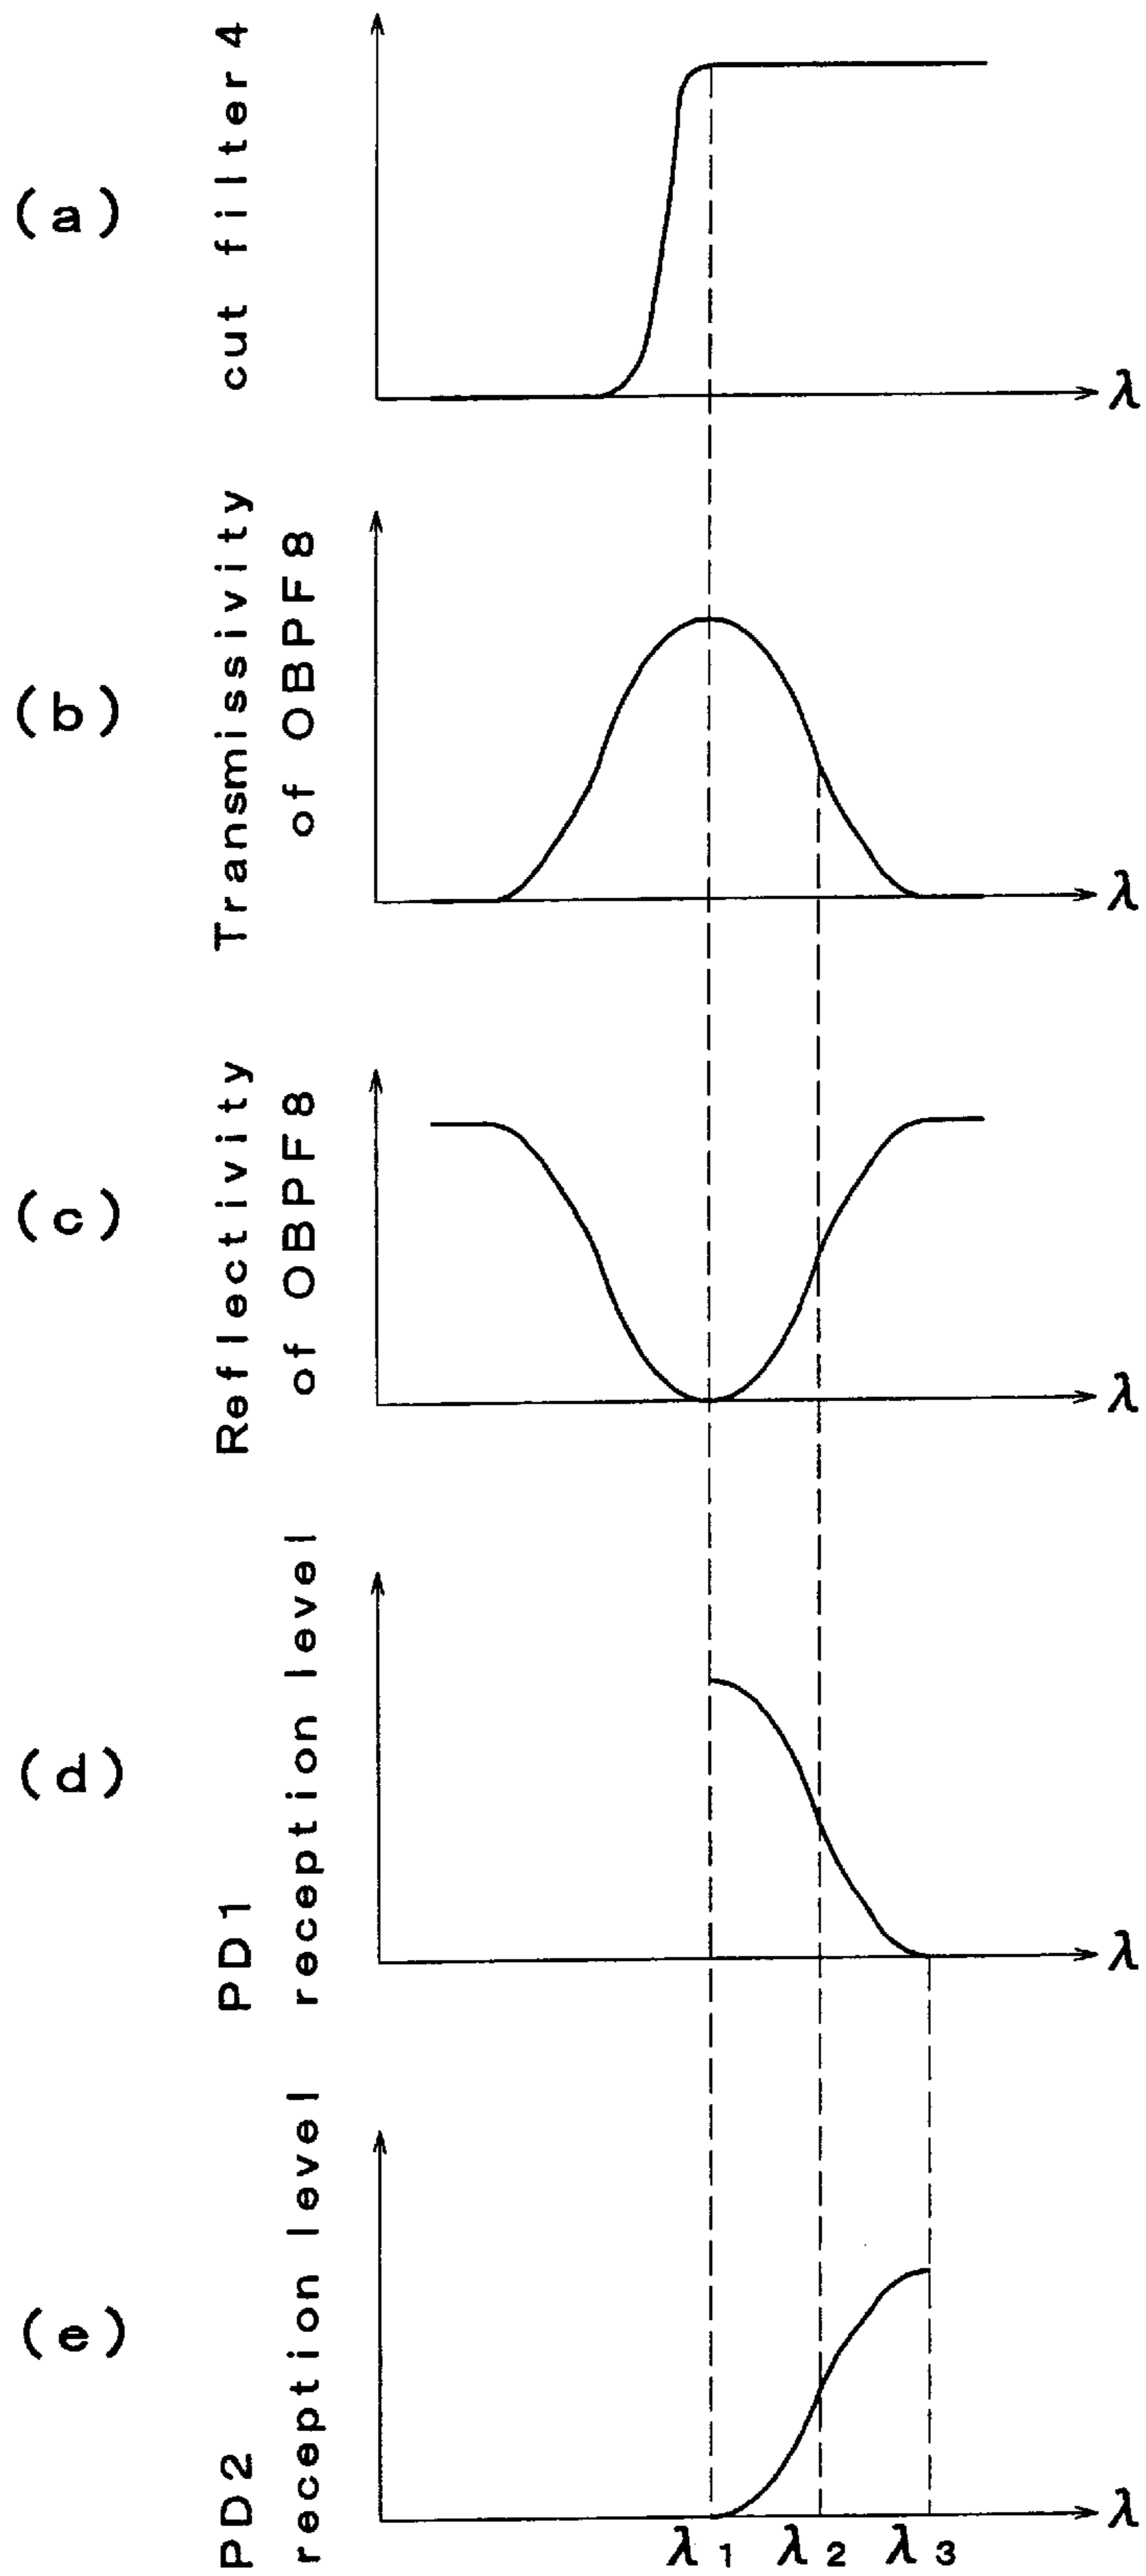 (a)
cut filter 4
λ
(b)
Transmissivity
of OBPF8
λ
(c)
Reflectivity
of OBPF8
λ
(d)
PD1
reception level
λ
(e)
PD2
reception level
λ
λ1 λ2 λ3